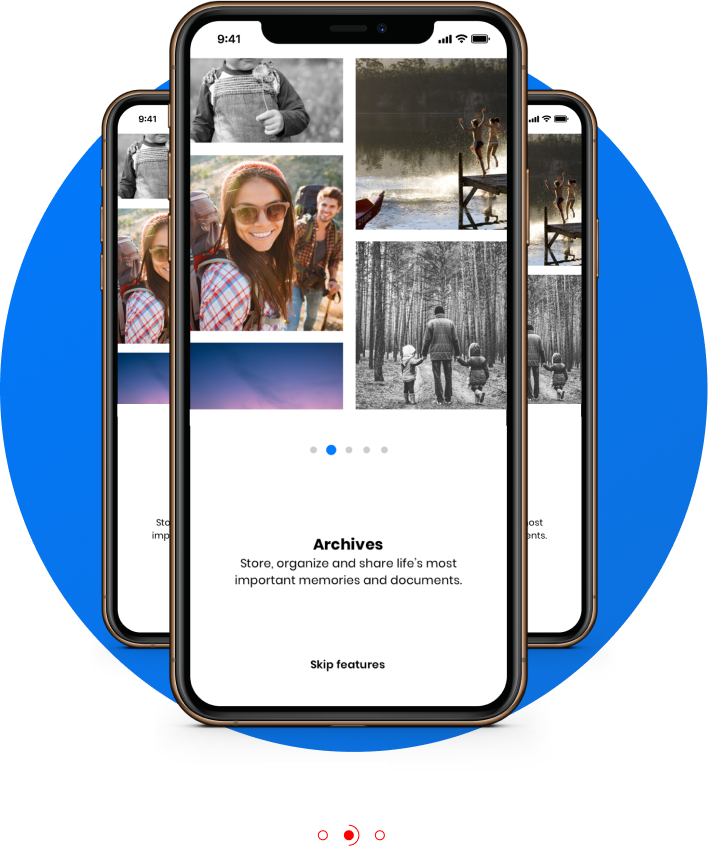 9:41
9:41
Archives
Store, organize and share life's most
important memories and documents.
Skip features
Sto
imp
ost
ents.